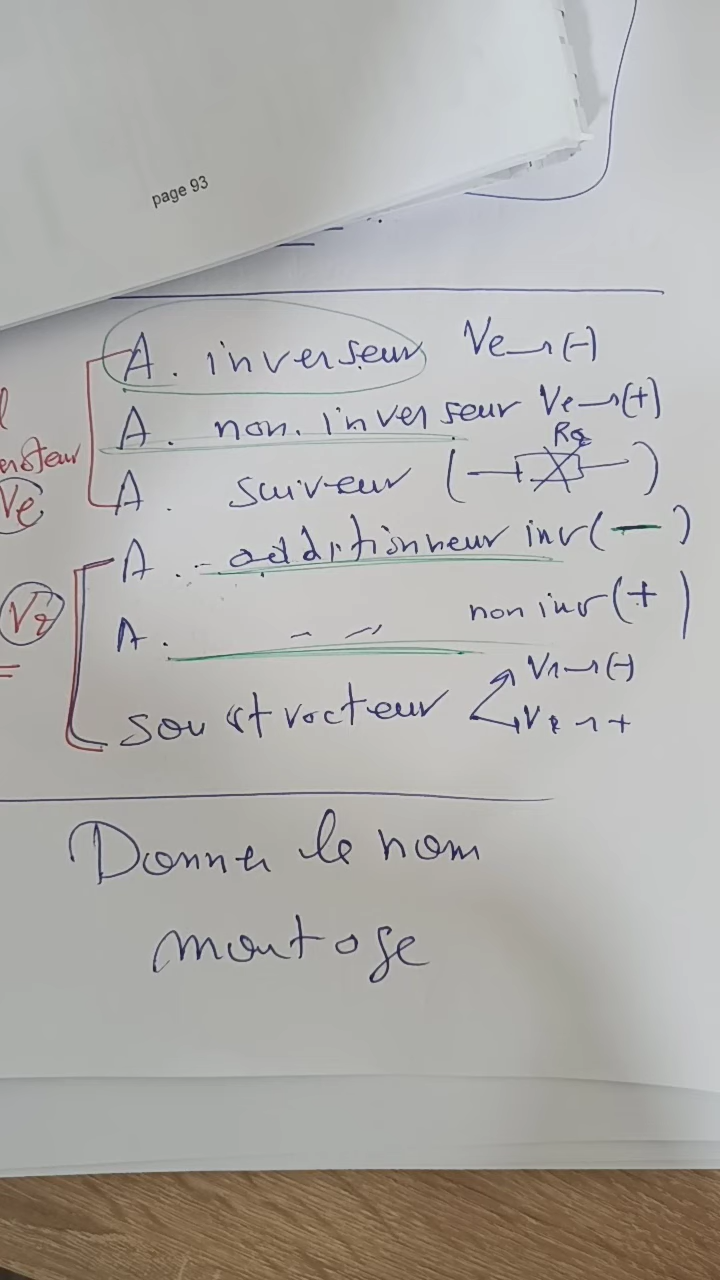 page 93
A. inverseur Ve→(-)
A. non. inverseur Ve→(+)
Ve
A. suiveur ( )
A. - additionneur inv(-)
A. non inv(+)
V1→(-)
soustracteur
V2→+
Donner le nom
montage